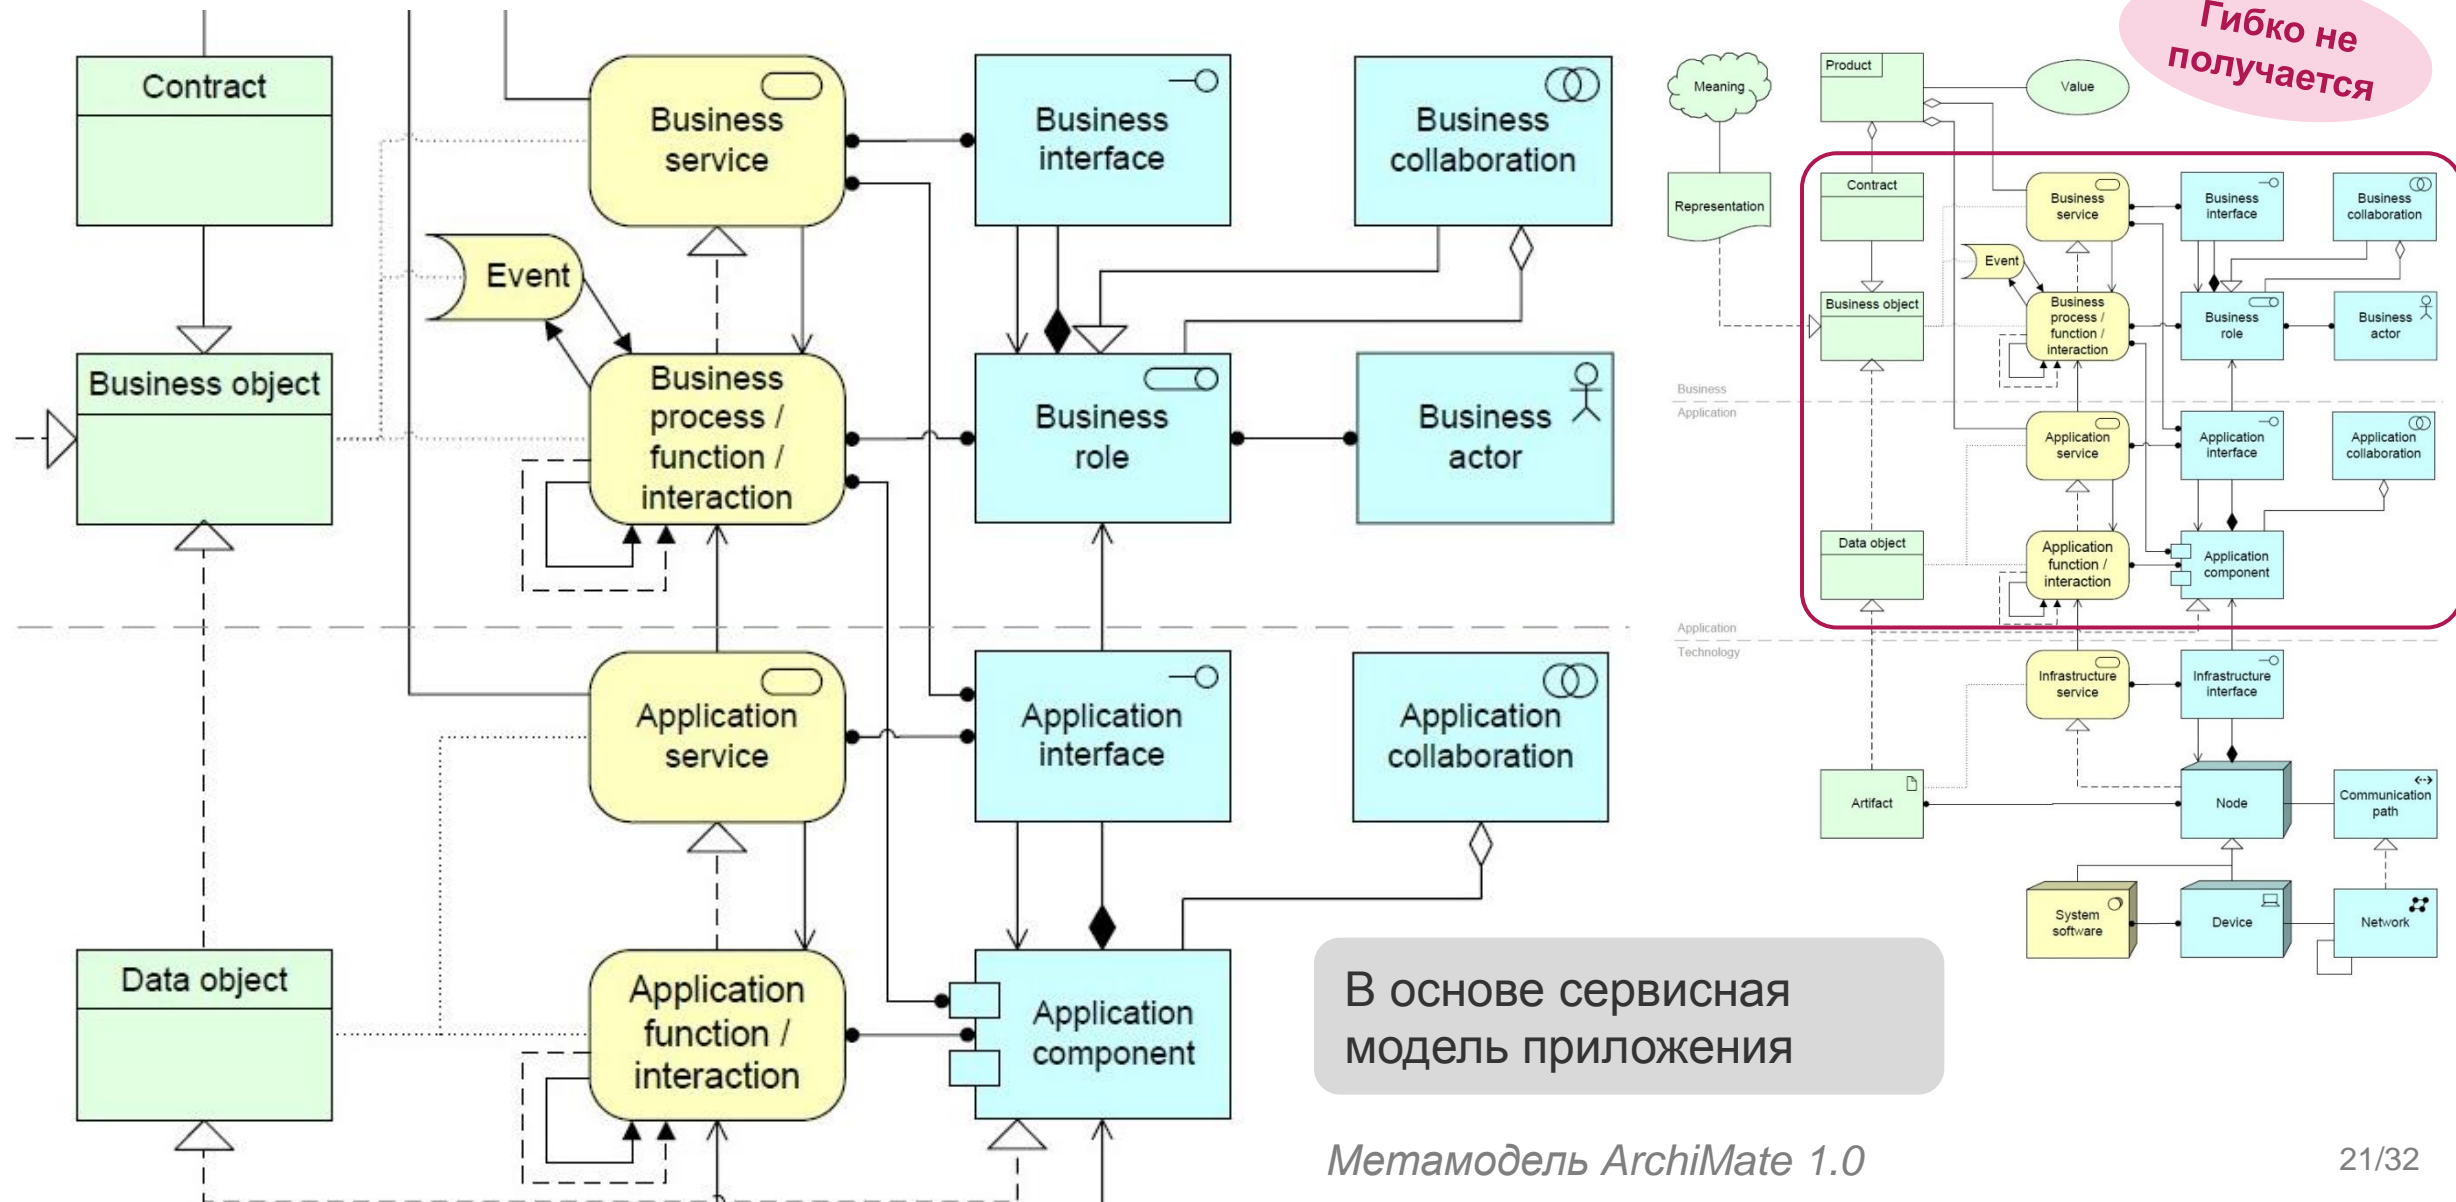 Contract
Business
service
Business
interface
Business
collaboration
Event
Business object
Business
process /
function /
interaction
Business
role
Business
actor
Application
service
Application
interface
Application
collaboration
Data object
Application
function /
interaction
Application
component
Гибко не
получается
Meaning
Product
Value
Representation
Contract
Business
service
Business
interface
Business
collaboration
Event
Business object
Business
process /
function /
interaction
Business
role
Business
actor
Business
Application
Application
service
Application
interface
Application
collaboration
Data object
Application
function /
interaction
Application
component
Application
Technology
Infrastructure
service
Infrastructure
interface
Artifact
Node
Communication
path
System
software
Device
Network
В основе сервисная
модель приложения
Метамодель ArchiMate 1.0
21/32